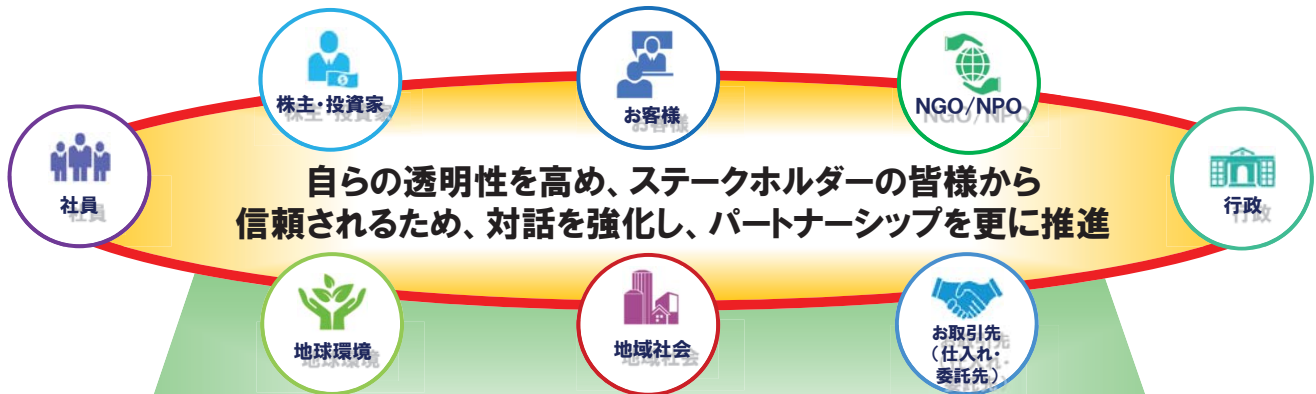 株主・投資家
お客様
NGO/NPO
社員
行政
自らの透明性を高め、ステークホルダーの皆様から
信頼されるため、対話を強化し、パートナーシップを更に推進
地球環境
地域社会
お取引先
（仕入れ・
委託先）